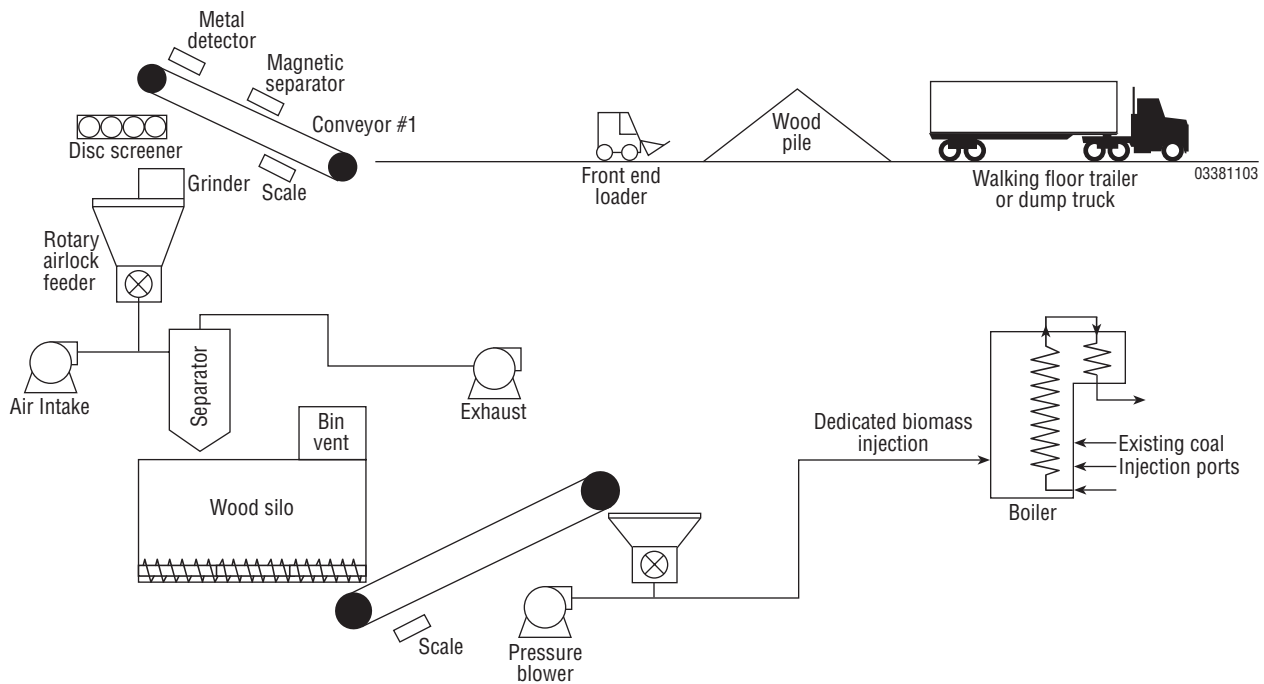 Metal
detector
Magnetic
separator
Conveyor #1
Disc screener
Scale
Grinder
Rotary
airlock
feeder
Front end
loader
Wood
pile
Walking floor trailer
or dump truck
03381103
Air Intake
Separator
Exhaust
Bin
vent
Wood silo
Scale
Pressure
blower
Dedicated biomass
injection
Existing coal
Injection ports
Boiler